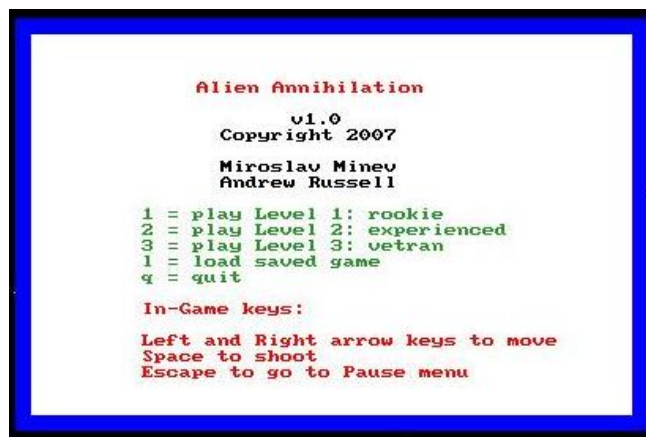 Alien Annihilation
v1.0
Copyright 2007
Miroslav Minev
Andrew Russell
1 = play Level 1: rookie
2 = play Level 2: experienced
3 = play Level 3: vetran
l = load saved game
q = quit
In-Game keys:
Left and Right arrow keys to move
Space to shoot
Escape to go to Pause menu